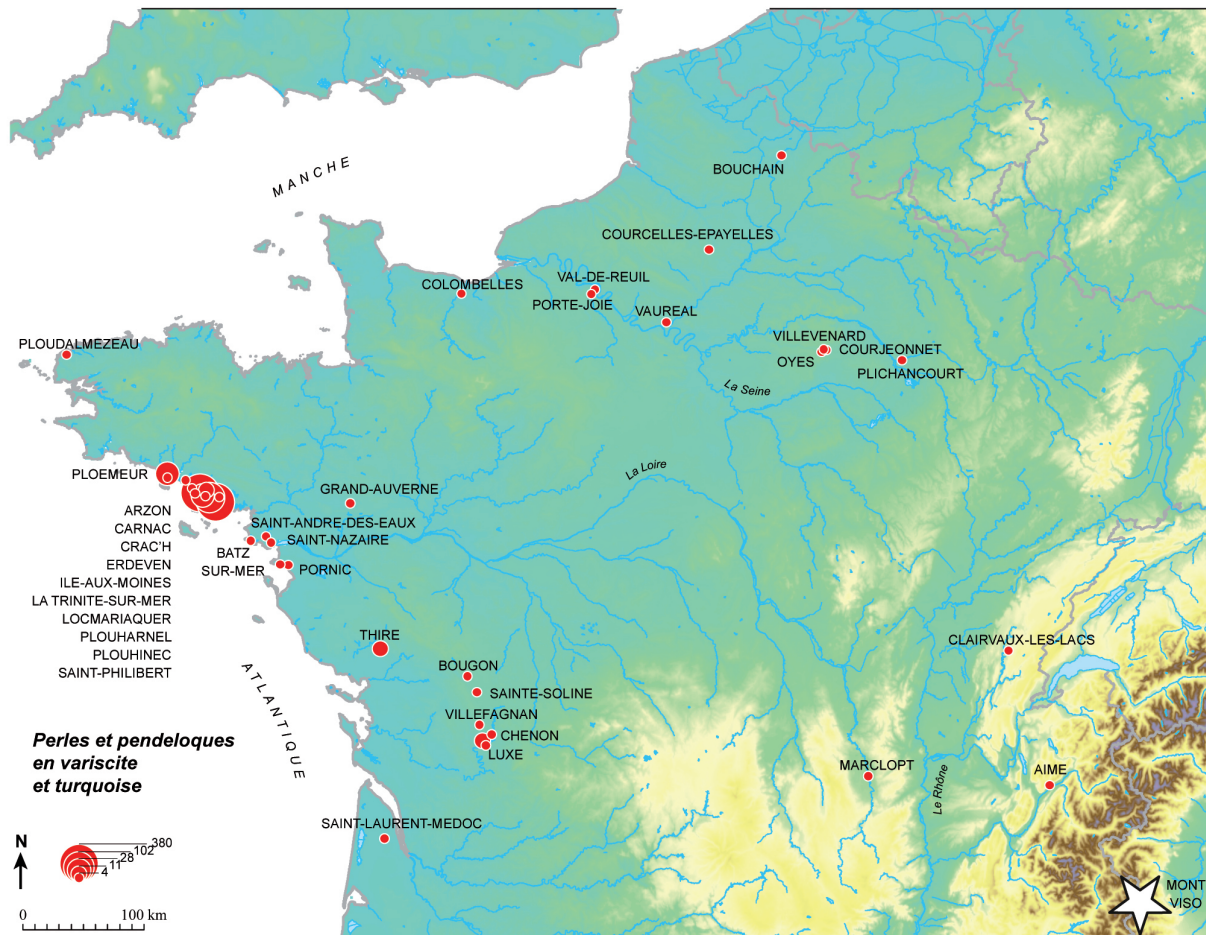 MANCHE
BOUCHAIN
COURCELLES-EPAYELLES
VAL-DE-REUIL
COLOMBELLES
PORTE-JOIE
VAUREAL
VILLEVENARD
PLOUDALMEZEAU
COURJEONNET
OYES
PLICHANCOURT
La Seine
La Loire
PLOEMEUR
GRAND-AUVERNE
ARZON
SAINT-ANDRE-DES-EAUX
CARNAC
SAINT-NAZAIRE
CRAC'H
BATZ
SUR-MER
ERDEVEN
PORNIC
ILE-AUX-MOINES
LA TRINITE-SUR-MER
LOCMARIAQUER
PLOUHARNEL
PLOUHINEC
SAINT-PHILIBERT
THIRE
CLAIRVAUX-LES-LACS
BOUGON
ATLANTIQUE
SAINTE-SOLINE
VILLEFAGNAN
CHENON
LUXE
Perles et pendeloques
en variscite
et turquoise
MARCLOPT
AIME
Le Rhône
SAINT-LAURENT-MEDOC
N
380
102
28
11
4
MONT
VISO
0 100 km